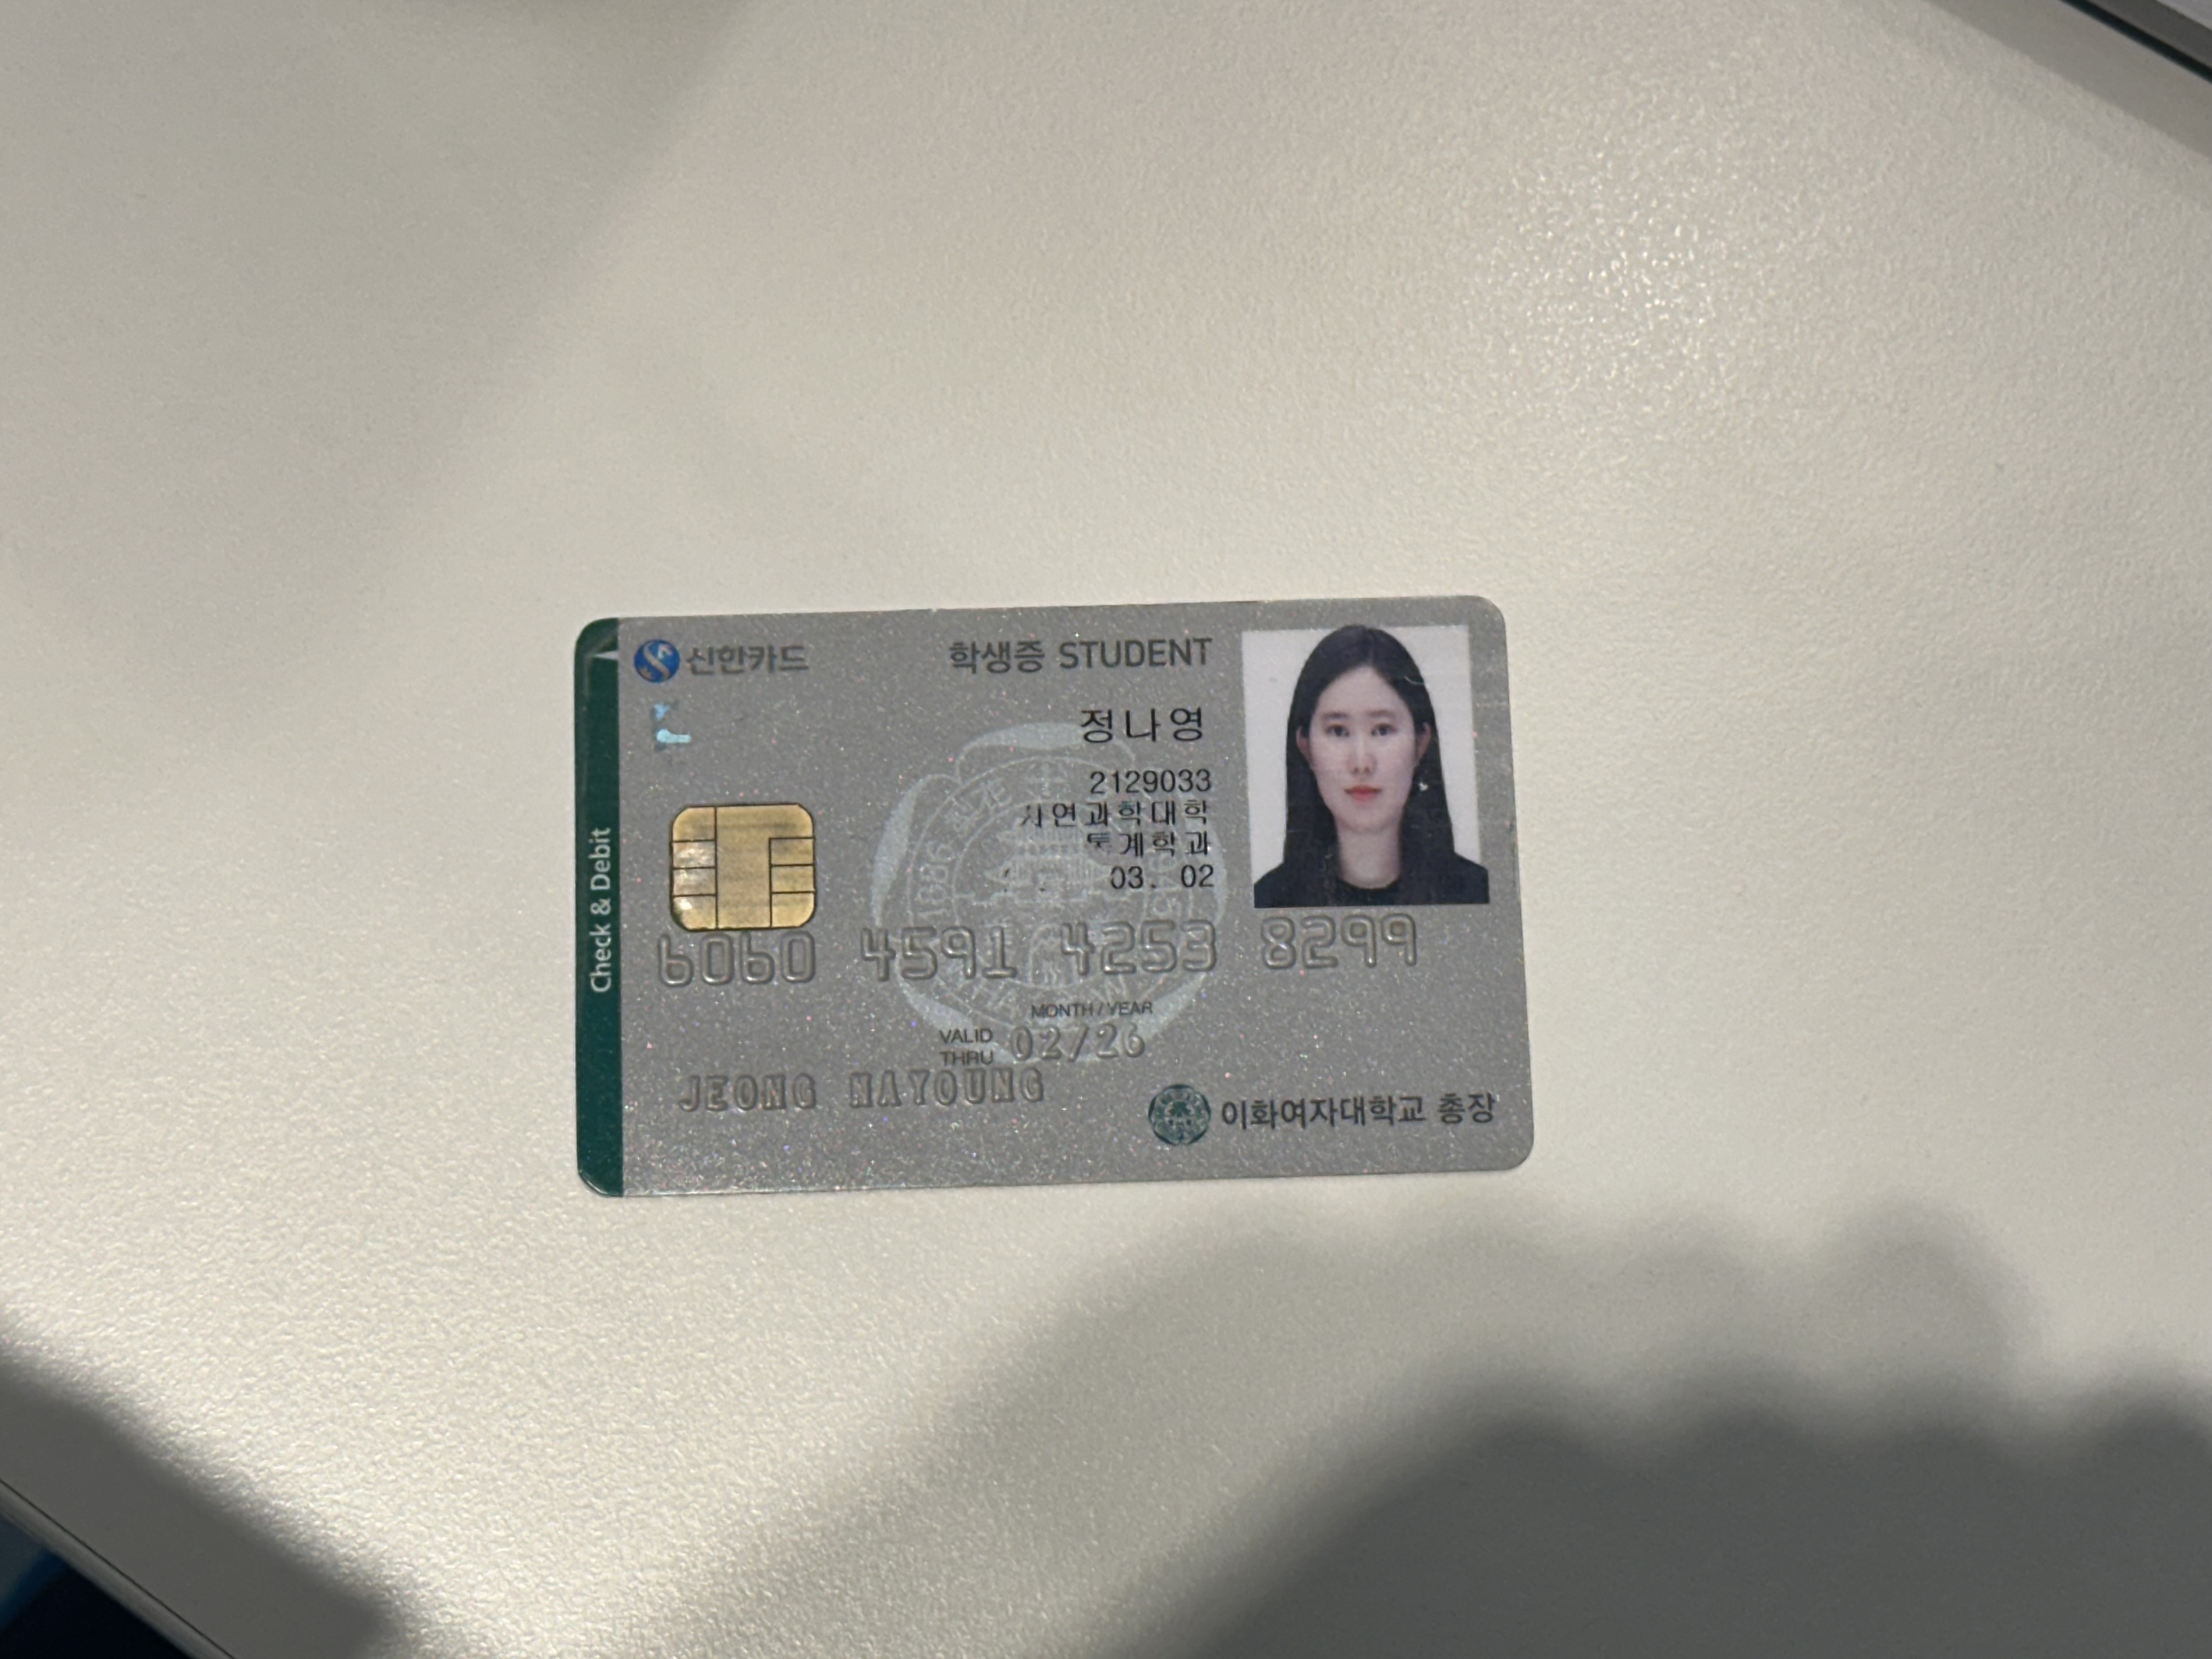 신한카드
학생증 STUDENT
정나영
2129033
자연과학대학
통계학과
03. 02
Check & Debit
6060 4591 4253 8299
MONTH / YEAR
VALID THRU 02/26
JEONG NAYOUNG
이화여자대학교 총장